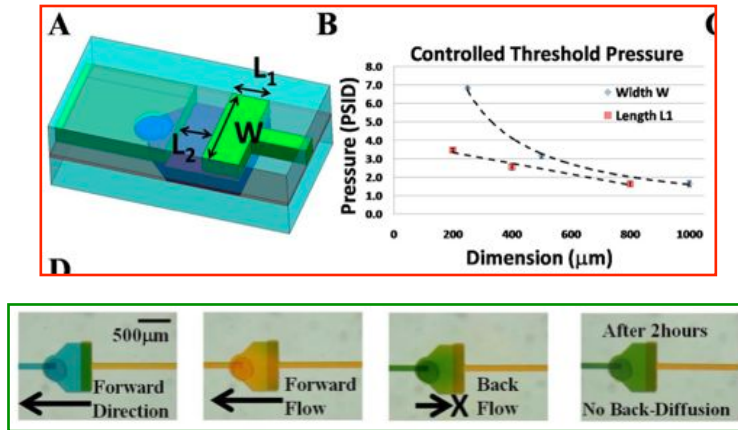 A
B
L1
L2
W
Controlled Threshold Pressure
Pressure (PSID)
8.0
7.0
6.0
5.0
4.0
3.0
2.0
1.0
0.0
Width W
Length L1
0
200
400
600
800
1000
Dimension (μm)
500μm
Forward
Direction
Forward
Flow
Back
Flow
X
After 2hours
No Back-Diffusion